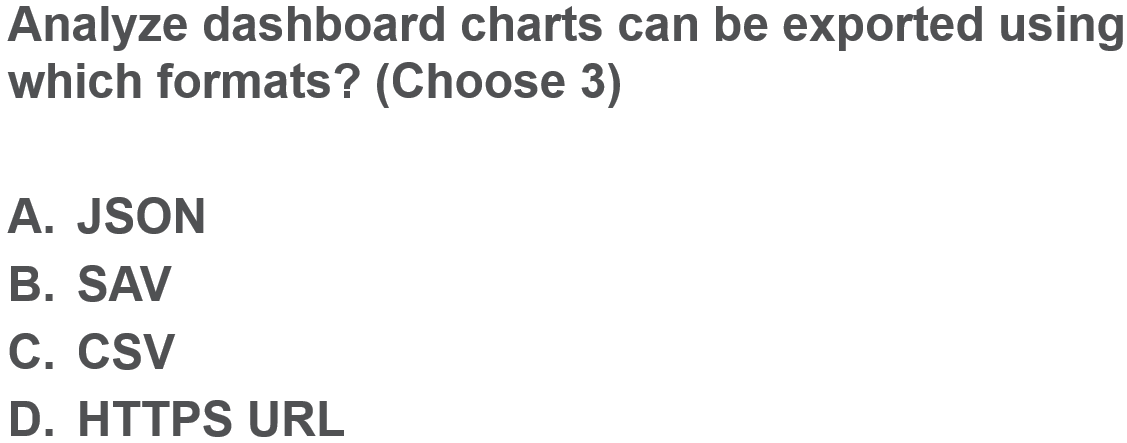 Analyze dashboard charts can be exported using
which formats? (Choose 3)
A. JSON
B. SAV
C. CSV
D. HTTPS URL